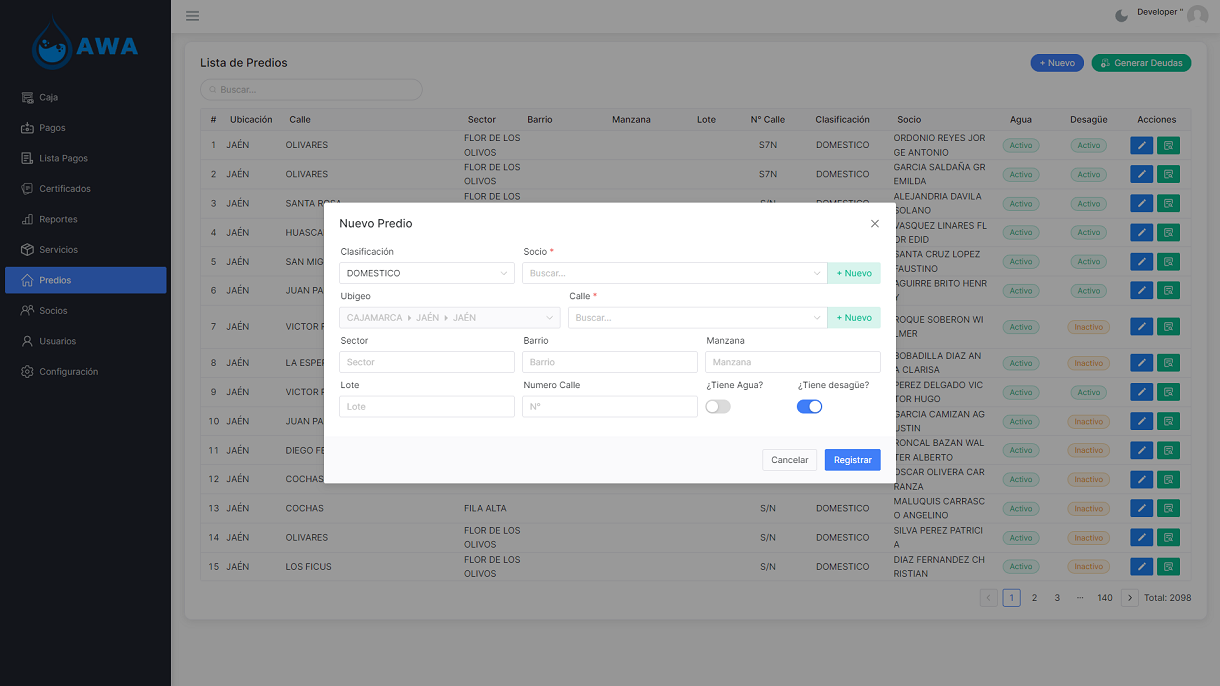 AWA
Developer "
Caja
Pagos
Lista Pagos
Certificados
Reportes
Servicios
Predios
Socios
Usuarios
Configuración
Lista de Predios
+ Nuevo
Generar Deudas
Buscar...
# Ubicación Calle Sector Barrio Manzana Lote N° Calle Clasificación Socio Agua Desagüe Acciones
1 JAÉN OLIVARES FLOR DE LOS OLIVOS S7N DOMESTICO ORDONIO REYES JORGE ANTONIO Activo Activo
2 JAÉN OLIVARES FLOR DE LOS OLIVOS S7N DOMESTICO GARCIA SALDAÑA GREMILDA Activo Activo
3 JAÉN SANTA ROSA FLOR DE LOS S/N DOMESTICO ALEJANDRIA DAVILA SOLANO Activo Activo
4 JAÉN HUASCA VASQUEZ LINARES FLOR EDID Activo Activo
5 JAÉN SAN MIG SANTA CRUZ LOPEZ FAUSTINO Activo Activo
6 JAÉN JUAN PA AGUIRRE BRITO HENRY Activo Activo
7 JAÉN VICTOR R ROQUE SOBERON WILMER Activo Inactivo
8 JAÉN LA ESPER BOBADILLA DIAZ ANA CLARISA Activo Inactivo
9 JAÉN VICTOR R PEREZ DELGADO VICTOR HUGO Activo Activo
10 JAÉN JUAN PA GARCIA CAMIZAN AGUSTIN Activo Inactivo
11 JAÉN DIEGO FE RONCAL BAZAN WALTER ALBERTO Activo Inactivo
12 JAÉN COCHAS OSCAR OLIVERA CARRANZA Activo Inactivo
13 JAÉN COCHAS FILA ALTA S/N DOMESTICO MALUQUIS CARRASCO ANGELINO Activo Inactivo
14 JAÉN OLIVARES FLOR DE LOS OLIVOS S/N DOMESTICO SILVA PEREZ PATRICIA Activo Inactivo
15 JAÉN LOS FICUS FLOR DE LOS OLIVOS S/N DOMESTICO DIAZ FERNANDEZ CHRISTIAN Activo Inactivo
1 2 3 ··· 140 Total: 2098
Nuevo Predio
Clasificación Socio *
DOMESTICO Buscar... + Nuevo
Ubigeo Calle *
CAJAMARCA JAÉN JAÉN Buscar... + Nuevo
Sector Barrio Manzana
Sector Barrio Manzana
Lote Numero Calle ¿Tiene Agua? ¿Tiene desagüe?
Lote N°
Cancelar Registrar